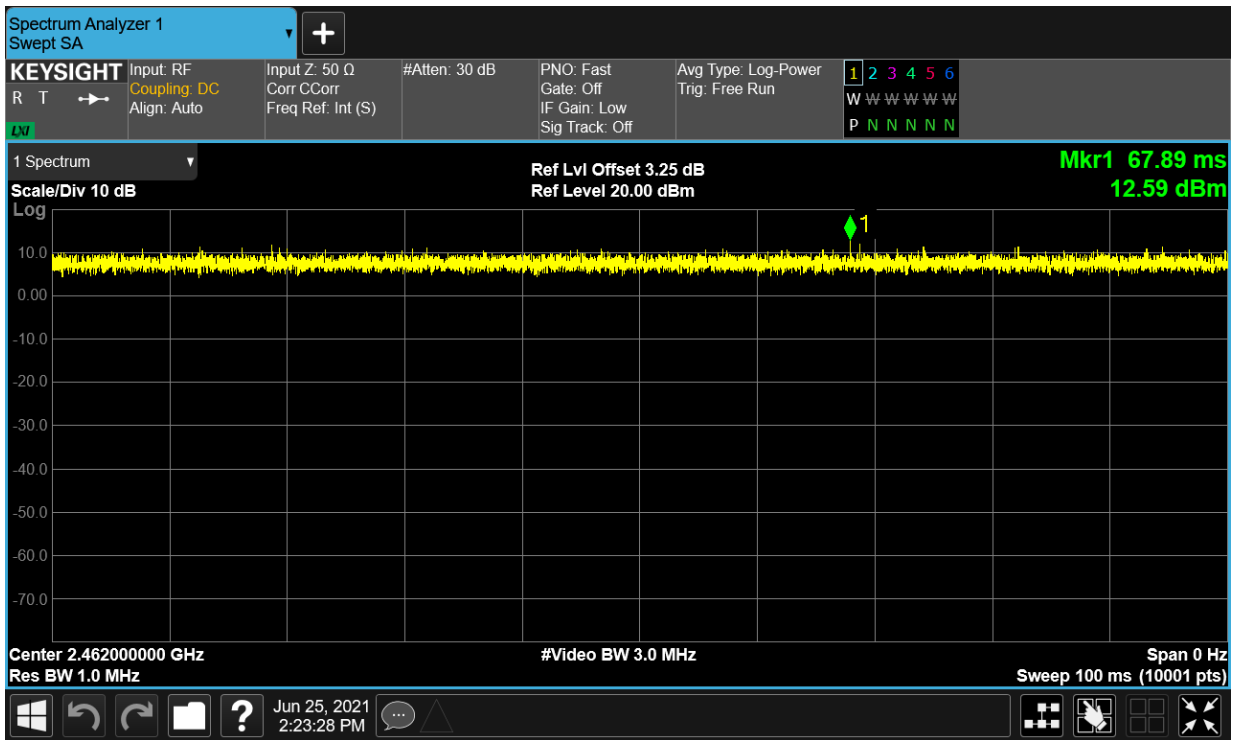 Spectrum Analyzer 1
Swept SA
KEYSIGHT
R T
LXI
Input: RF
Coupling: DC
Align: Auto
Input Z: 50 Ω
Corr CCorr
Freq Ref: Int (S)
#Atten: 30 dB
PNO: Fast
Gate: Off
IF Gain: Low
Sig Track: Off
Avg Type: Log-Power
Trig: Free Run
1 2 3 4 5 6
W W W W W W
P N N N N N
1 Spectrum
Scale/Div 10 dB
Log
Ref Lvl Offset 3.25 dB
Ref Level 20.00 dBm
Mkr1 67.89 ms
12.59 dBm
1
10.0
0.00
-10.0
-20.0
-30.0
-40.0
-50.0
-60.0
-70.0
Center 2.462000000 GHz
Res BW 1.0 MHz
#Video BW 3.0 MHz
Span 0 Hz
Sweep 100 ms (10001 pts)
?
Jun 25, 2021
2:23:28 PM